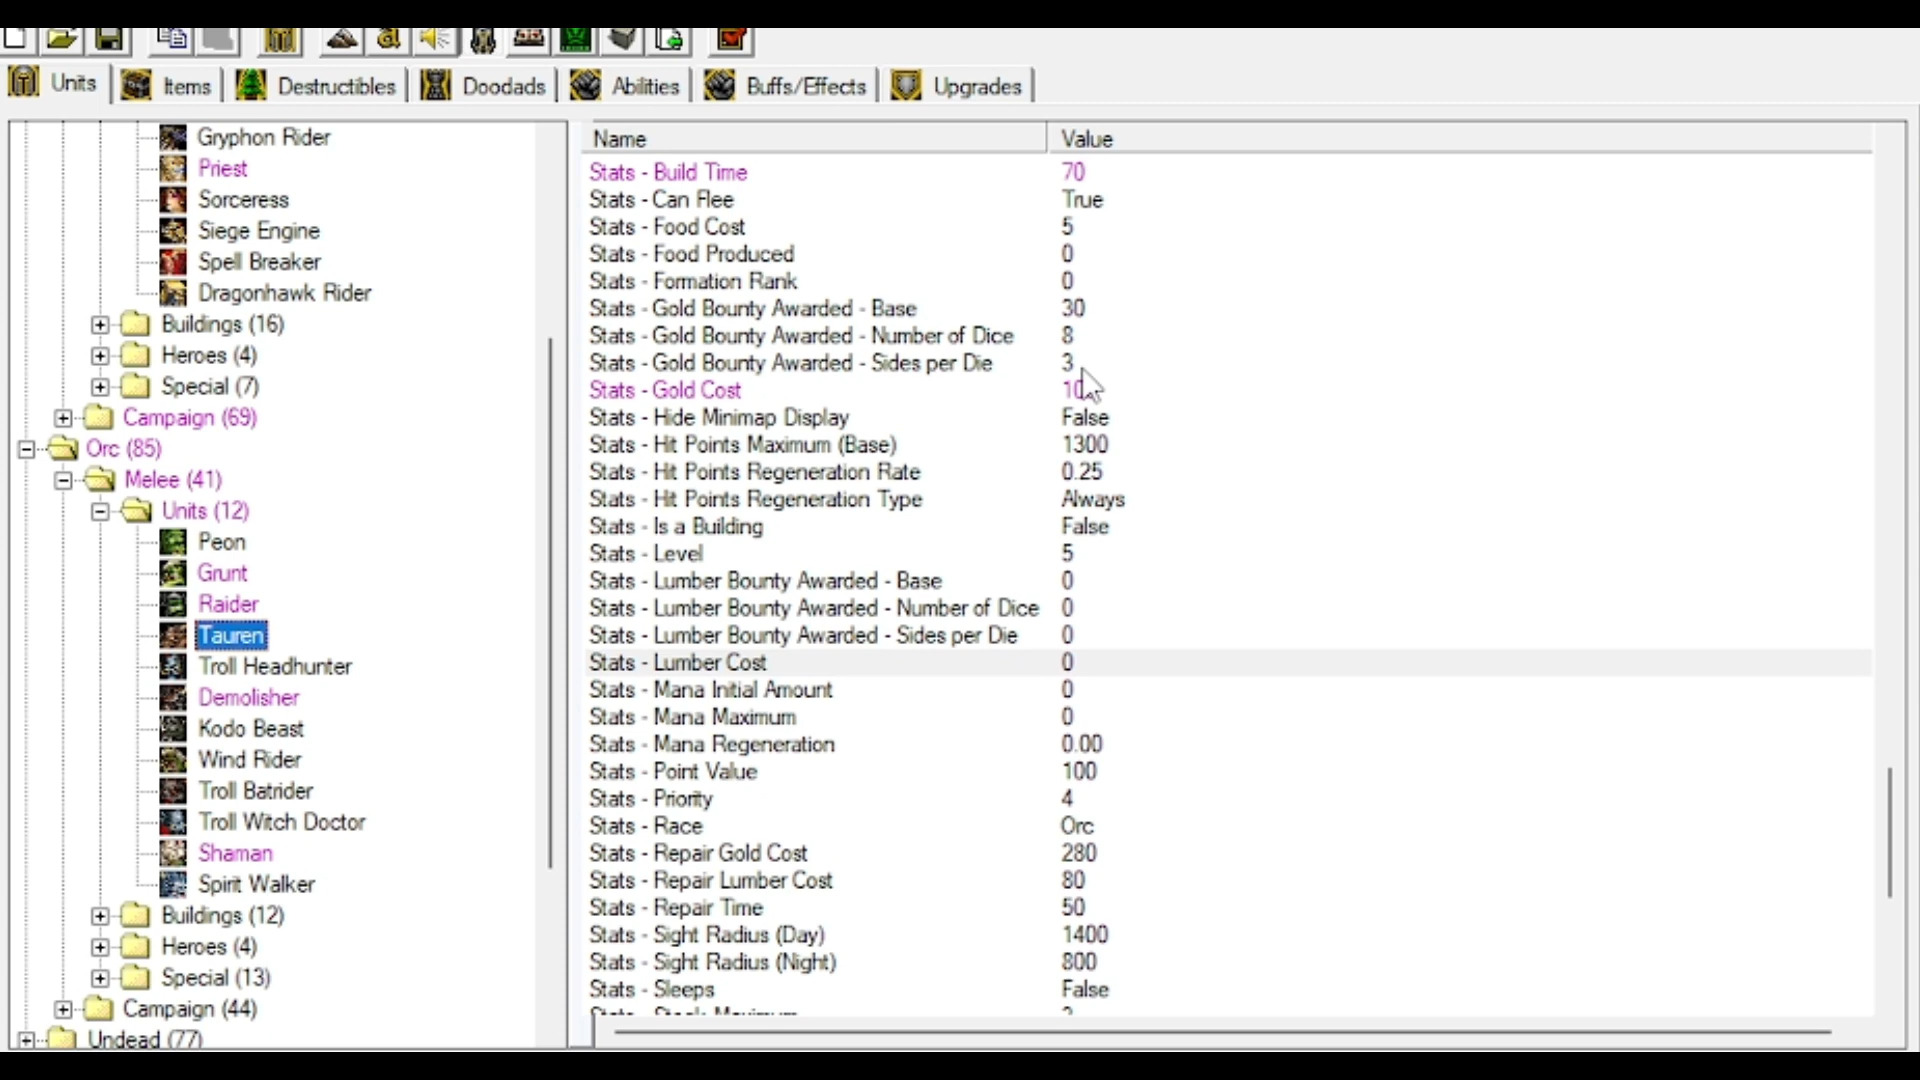 Units Items Destructibles Doodads Abilities Buffs/Effects Upgrades
Gryphon Rider
Priest
Sorceress
Siege Engine
Spell Breaker
Dragonhawk Rider
Buildings (16)
Heroes (4)
Special (7)
Campaign (69)
Orc (85)
Melee (41)
Units (12)
Peon
Grunt
Raider
Tauren
Troll Headhunter
Demolisher
Kodo Beast
Wind Rider
Troll Batrider
Troll Witch Doctor
Shaman
Spirit Walker
Buildings (12)
Heroes (4)
Special (13)
Campaign (44)
Undead (77)
Name Value
Stats - Build Time 70
Stats - Can Flee True
Stats - Food Cost 5
Stats - Food Produced 0
Stats - Formation Rank 0
Stats - Gold Bounty Awarded - Base 30
Stats - Gold Bounty Awarded - Number of Dice 8
Stats - Gold Bounty Awarded - Sides per Die 3
Stats - Gold Cost
Stats - Hide Minimap Display False
Stats - Hit Points Maximum (Base) 1300
Stats - Hit Points Regeneration Rate 0.25
Stats - Hit Points Regeneration Type Always
Stats - Is a Building False
Stats - Level 5
Stats - Lumber Bounty Awarded - Base 0
Stats - Lumber Bounty Awarded - Number of Dice 0
Stats - Lumber Bounty Awarded - Sides per Die 0
Stats - Lumber Cost 0
Stats - Mana Initial Amount 0
Stats - Mana Maximum 0
Stats - Mana Regeneration 0.00
Stats - Point Value 100
Stats - Priority 4
Stats - Race Orc
Stats - Repair Gold Cost 280
Stats - Repair Lumber Cost 80
Stats - Repair Time 50
Stats - Sight Radius (Day) 1400
Stats - Sight Radius (Night) 800
Stats - Sleeps False